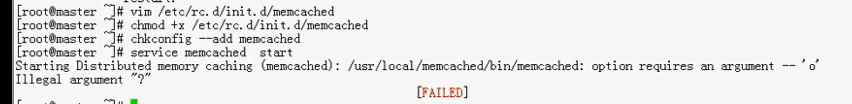 restart.
[root@master ~]# vim /etc/rc.d/init.d/memcached
[root@master ~]# chmod +x /etc/rc.d/init.d/memcached
[root@master ~]# chkconfig --add memcached
[root@master ~]# service memcached  start
Starting Distributed memory caching (memcached): /usr/local/memcached/bin/memcached: option requires an argument -- 'o'
Illegal argument "?"
[FAILED]
[root@master ~]#